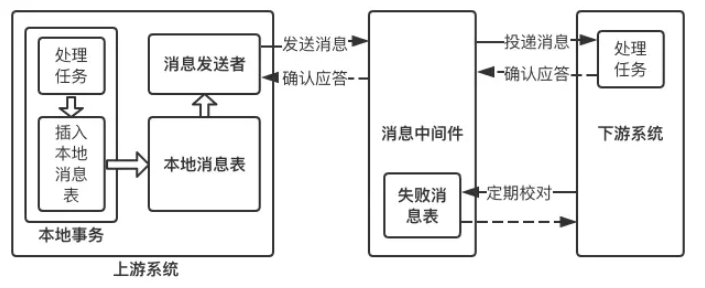 处理
任务
插入
本地
消息
表
本地事务
消息发送者
本地消息表
上游系统
发送消息
确认应答
消息中间件
失败消
息表
投递消息
确认应答
定期校对
处理
任务
下游系统